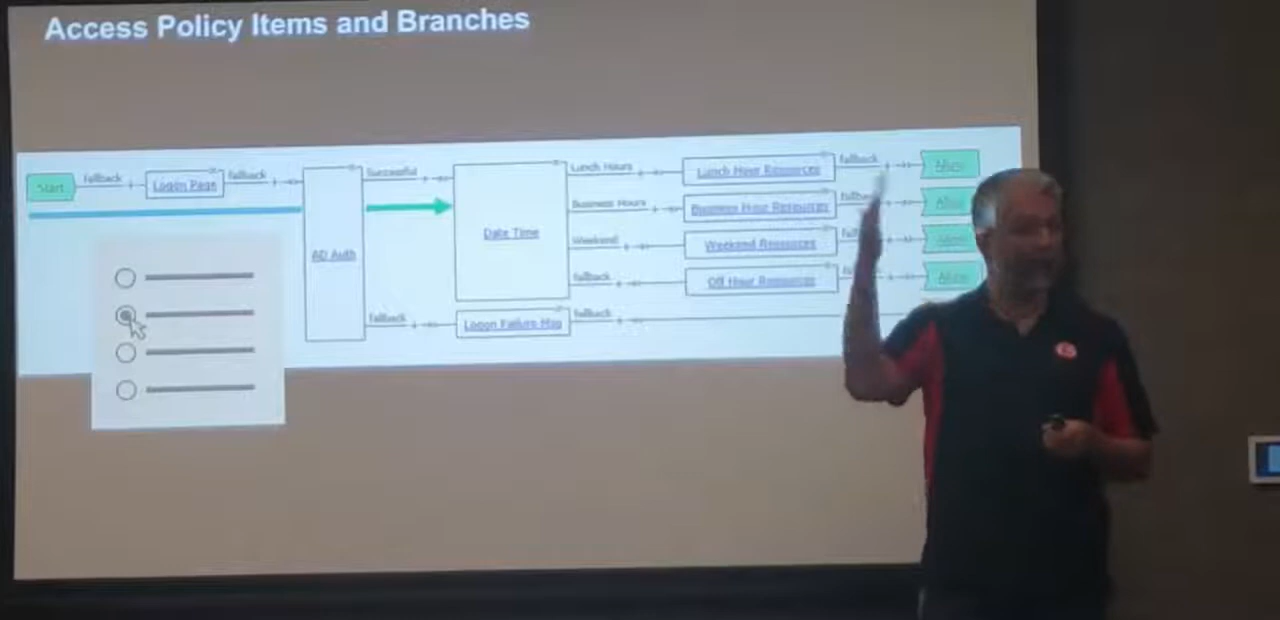 Access Policy Items and Branches
Start
fallback
Logon Page
fallback
AD Auth
Successful
Date Time
Lunch Hours
Lunch Hour Resources
fallback
Allow
Business Hours
Business Hour Resources
Weekend
Weekend Resources
fallback
Off Hour Resources
Allow
fallback
Logon Failure Msg
fallback